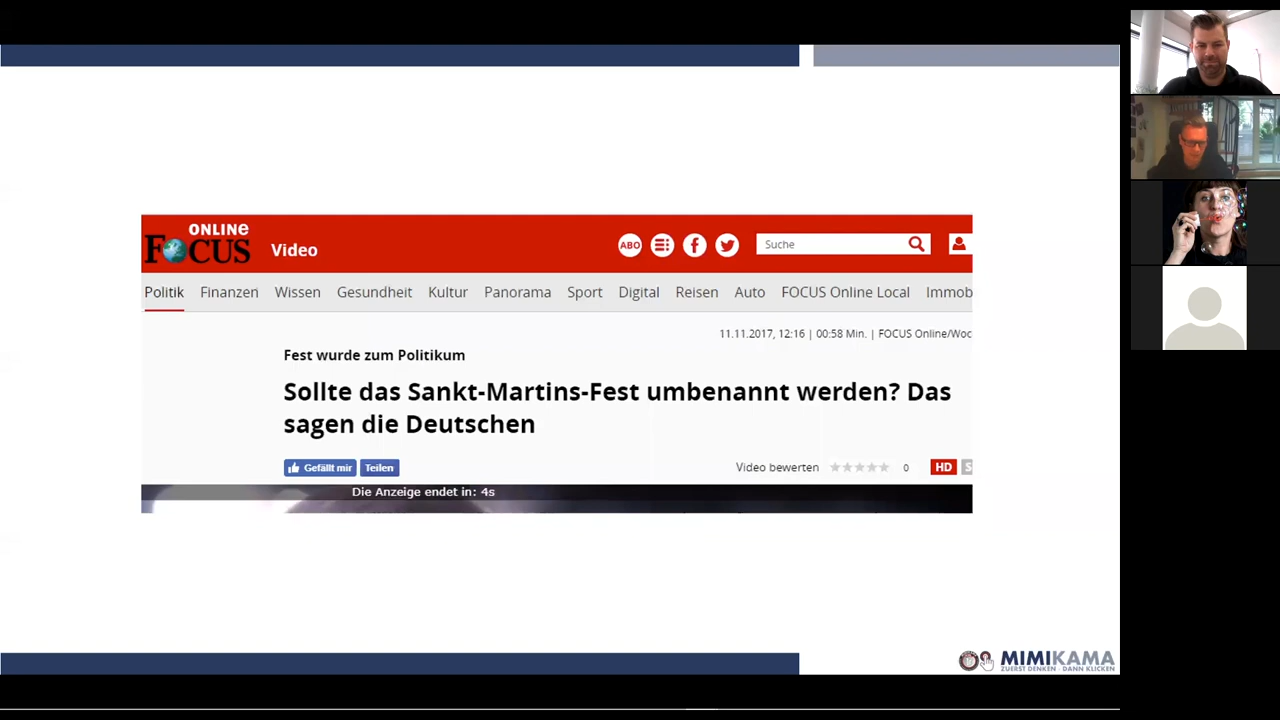 ONLINE
FOCUS
Video
ABO
Suche
Politik Finanzen Wissen Gesundheit Kultur Panorama Sport Digital Reisen Auto FOCUS Online Local Immob
11.11.2017, 12:16 | 00:58 Min. | FOCUS Online/Woc
Fest wurde zum Politikum
Sollte das Sankt-Martins-Fest umbenannt werden? Das
sagen die Deutschen
Gefällt mir Teilen
Video bewerten 0 HD S
Die Anzeige endet in: 4s
MIMIKAMA
ZUERST DENKEN - DANN KLICKEN